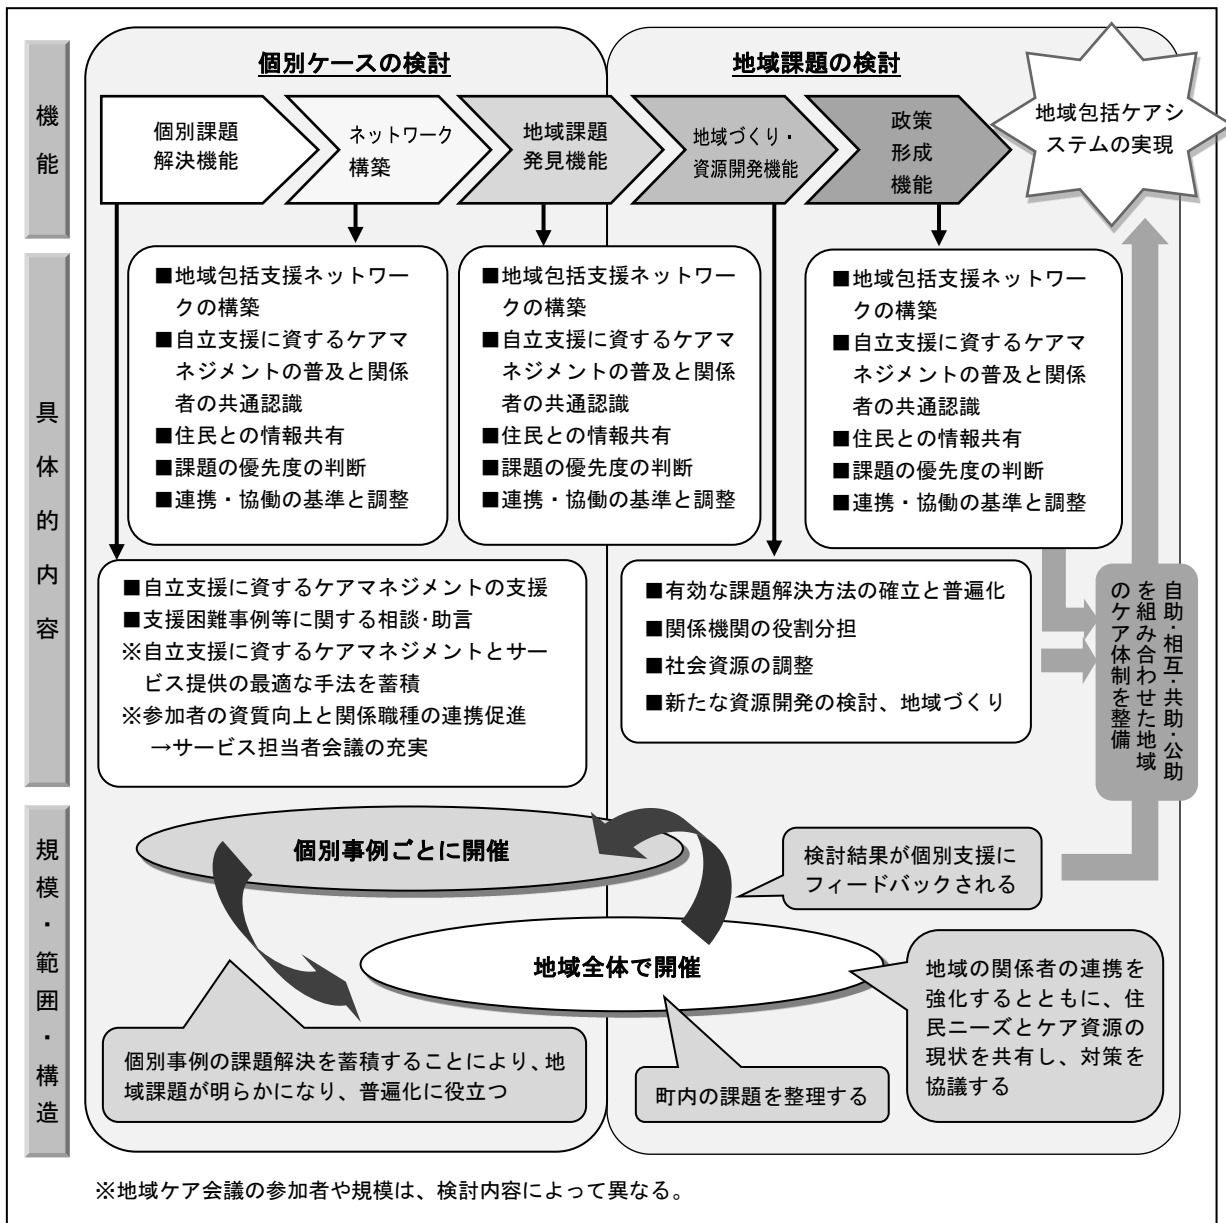 個別ケースの検討
地域課題の検討
機
能
個別課題
解決機能
ネットワーク
構築
地域課題
発見機能
地域づくり・
資源開発機能
政策
形成
機能
地域包括ケアシ
ステムの実現
具
体
的
内
容
■地域包括支援ネットワー
クの構築
■自立支援に資するケアマ
ネジメントの普及と関係
者の共通認識
■住民との情報共有
■課題の優先度の判断
■連携・協働の基準と調整
■地域包括支援ネットワー
クの構築
■自立支援に資するケアマ
ネジメントの普及と関係
者の共通認識
■住民との情報共有
■課題の優先度の判断
■連携・協働の基準と調整
■地域包括支援ネットワー
クの構築
■自立支援に資するケアマ
ネジメントの普及と関係
者の共通認識
■住民との情報共有
■課題の優先度の判断
■連携・協働の基準と調整
■自立支援に資するケアマネジメントの支援
■支援困難事例等に関する相談・助言
※自立支援に資するケアマネジメントとサー
ビス提供の最適な手法を蓄積
※参加者の資質向上と関係職種の連携促進
→サービス担当者会議の充実
■有効な課題解決方法の確立と普遍化
■関係機関の役割分担
■社会資源の調整
■新たな資源開発の検討、地域づくり
自助・相互・共助・公助
を組み合わせた地域
のケア体制を整備
規
模
・
範
囲
・
構
造
個別事例ごとに開催
検討結果が個別支援に
フィードバックされる
地域全体で開催
地域の関係者の連携を
強化するとともに、住
民ニーズとケア資源の
現状を共有し、対策を
協議する
個別事例の課題解決を蓄積することにより、地
域課題が明らかになり、普遍化に役立つ
町内の課題を整理する
※地域ケア会議の参加者や規模は、検討内容によって異なる。